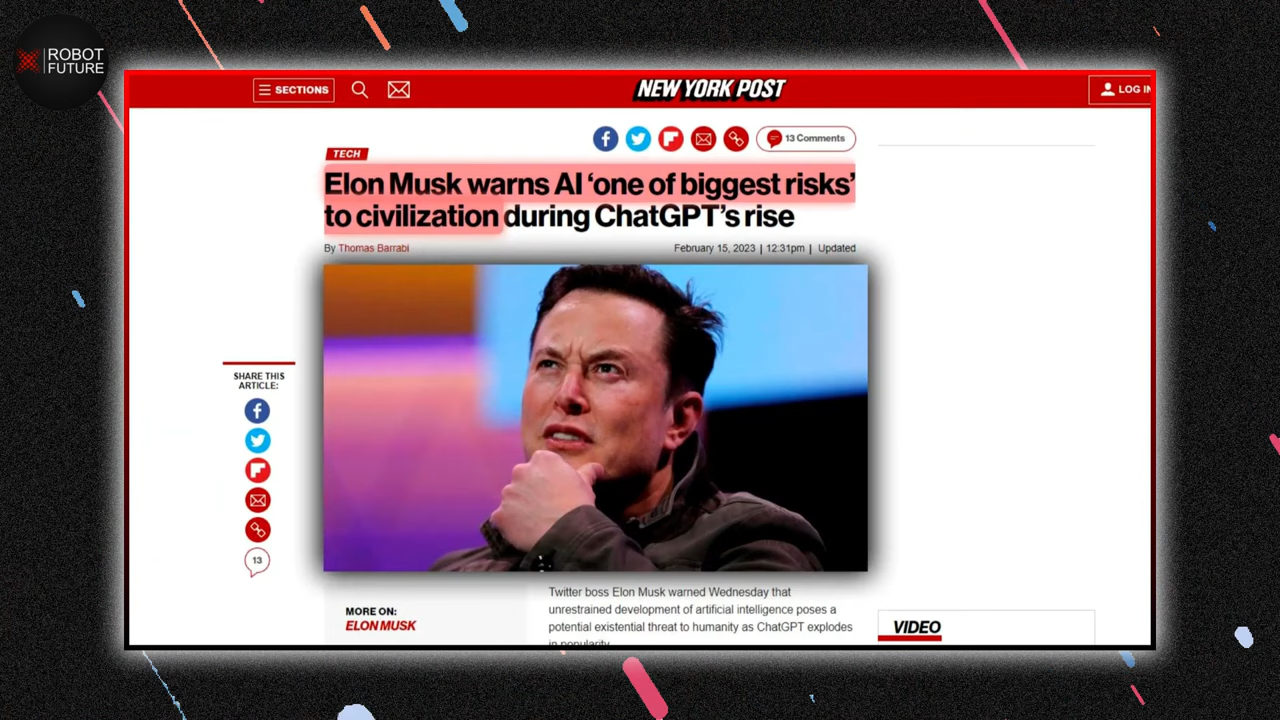 ROBOT
FUTURE
SECTIONS
NEW YORK POST
LOG IN
13 Comments
TECH
Elon Musk warns AI ‘one of biggest risks’
to civilization during ChatGPT’s rise
By Thomas Barrabi
February 15, 2023 | 12:31pm | Updated
SHARE THIS
ARTICLE:
13
MORE ON:
ELON MUSK
Twitter boss Elon Musk warned Wednesday that
unrestrained development of artificial intelligence poses a
potential existential threat to humanity as ChatGPT explodes
in popularity.
VIDEO